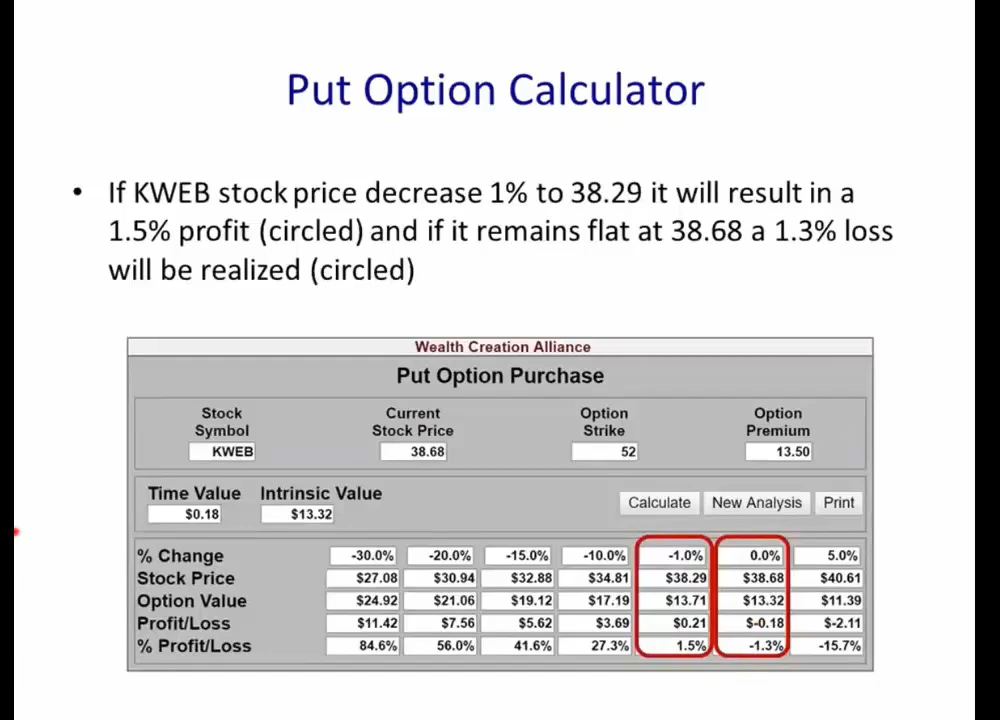 Put Option Calculator
• If KWEB stock price decrease 1% to 38.29 it will result in a
1.5% profit (circled) and if it remains flat at 38.68 a 1.3% loss
will be realized (circled)
Wealth Creation Alliance
Put Option Purchase
Stock Current Option Option
Symbol Stock Price Strike Premium
KWEB 38.68 52 13.50
Time Value Intrinsic Value
Calculate New Analysis Print
$0.18 $13.32
% Change -30.0% -20.0% -15.0% -10.0% -1.0% 0.0% 5.0%
Stock Price $27.08 $30.94 $32.88 $34.81 $38.29 $38.68 $40.61
Option Value $24.92 $21.06 $19.12 $17.19 $13.71 $13.32 $11.39
Profit/Loss $11.42 $7.56 $5.62 $3.69 $0.21 $-0.18 $-2.11
% Profit/Loss 84.6% 56.0% 41.6% 27.3% 1.5% -1.3% -15.7%